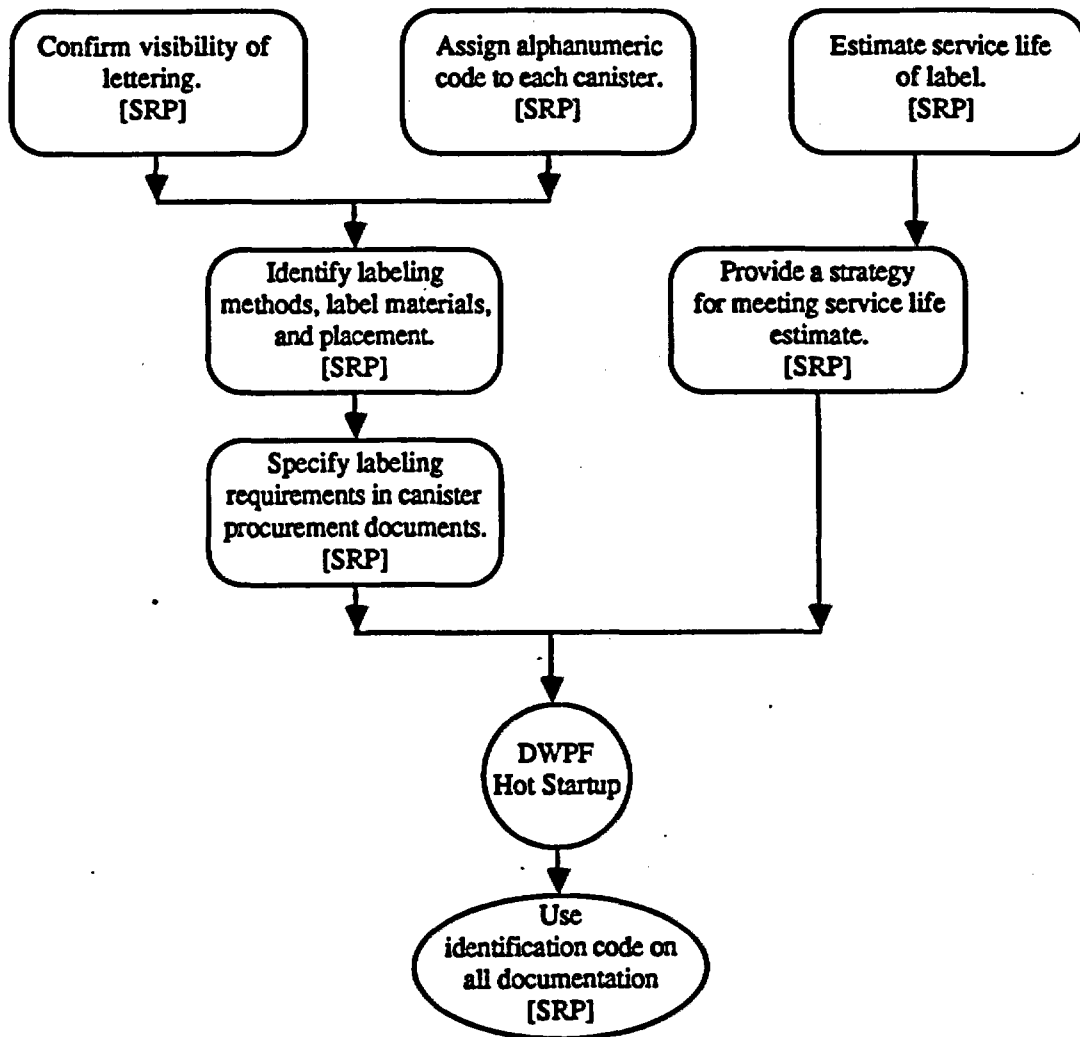 Confirm visibility of
lettering.
[SRP]
Assign alphanumeric
code to each canister.
[SRP]
Estimate service life
of label.
[SRP]
Identify labeling
methods, label materials,
and placement.
[SRP]
Provide a strategy
for meeting service life
estimate.
[SRP]
Specify labeling
requirements in canister
procurement documents.
[SRP]
DWPF
Hot Startup
Use
identification code on
all documentation
[SRP]